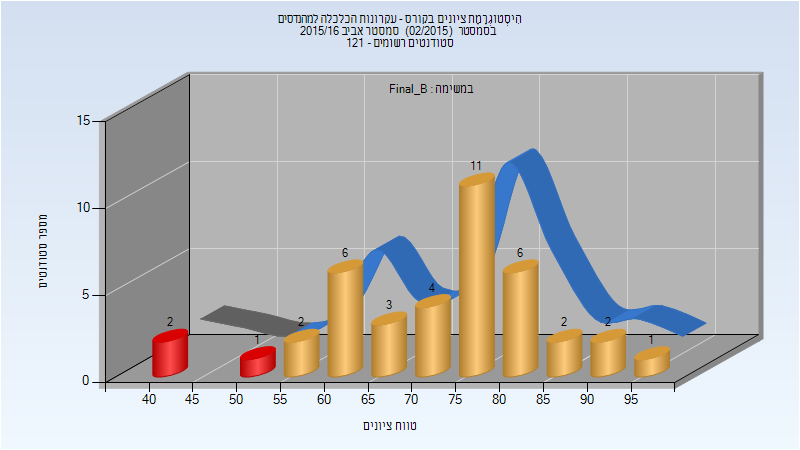 היסטוגרמת ציונים בקורס - עקרונות הכלכלה למהנדסים
בסמסטר (02/2015) סמסטר אביב 2015/16
סטודנטים רשומים - 121
במשימה : Final_B
מספר סטודנטים
15
10
5
0
2
1
2
6
3
4
11
6
2
2
1
40 45 50 55 60 65 70 75 80 85 90 95
טווח ציונים